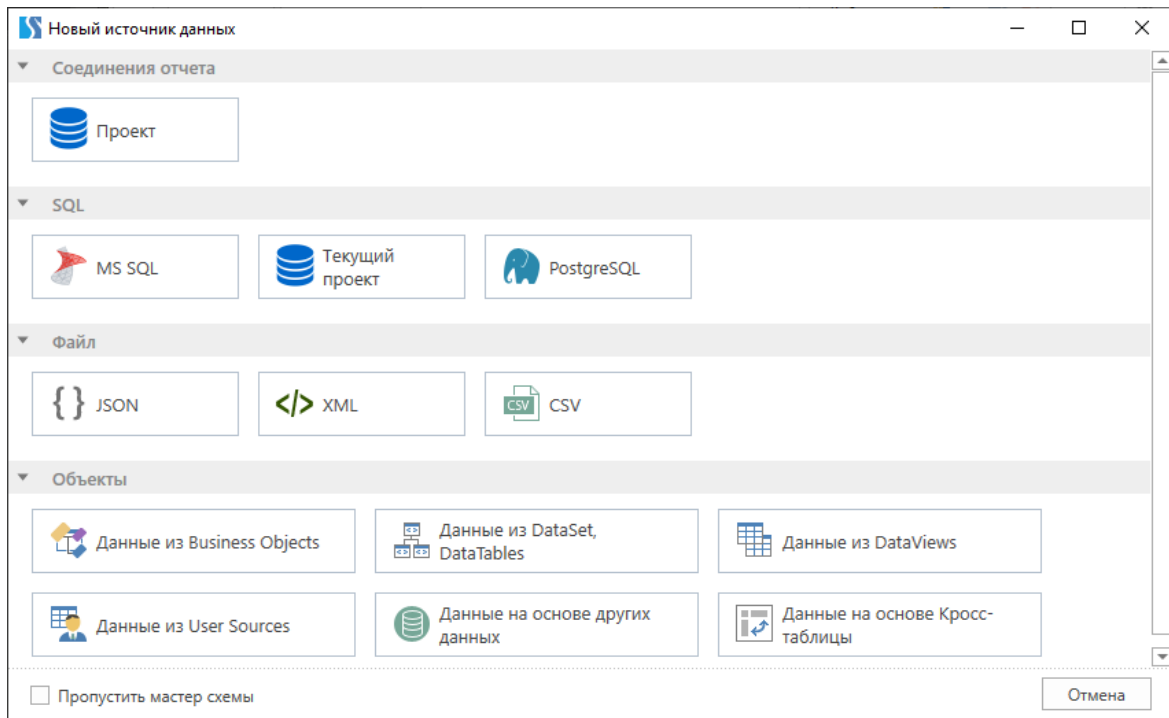 Новый источник данных
Соединения отчета
Проект
SQL
MS SQL
Текущий
проект
PostgreSQL
Файл
{ } JSON
</> XML
CSV CSV
Объекты
Данные из Business Objects
Данные из DataSet,
DataTables
Данные из DataViews
Данные из User Sources
Данные на основе других
данных
Данные на основе Кросс-
таблицы
Пропустить мастер схемы
Отмена